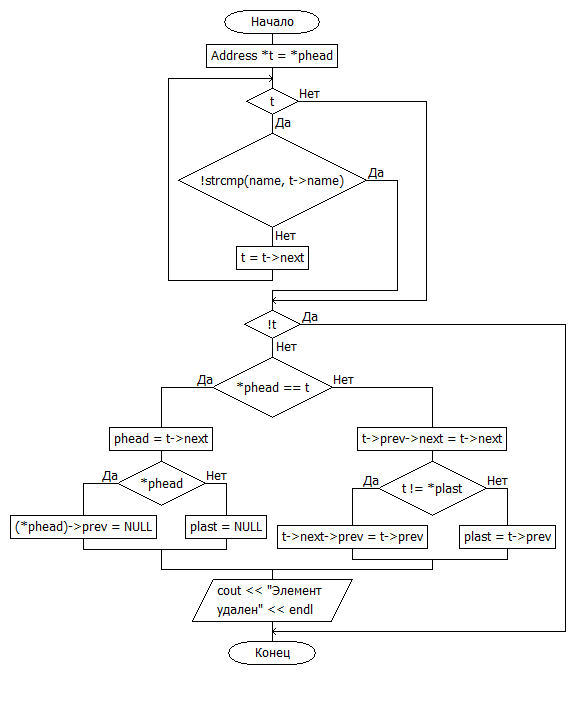 Начало
Address *t = *phead
t
Нет
Да
!strcmp(name, t->name)
Да
Нет
t = t->next
!t
Да
Нет
*phead == t
Да
Нет
phead = t->next
t->prev->next = t->next
*phead
Да
Нет
t != *plast
Да
Нет
(*phead)->prev = NULL
plast = NULL
t->next->prev = t->prev
plast = t->prev
cout << "Элемент
удален" << endl
Конец